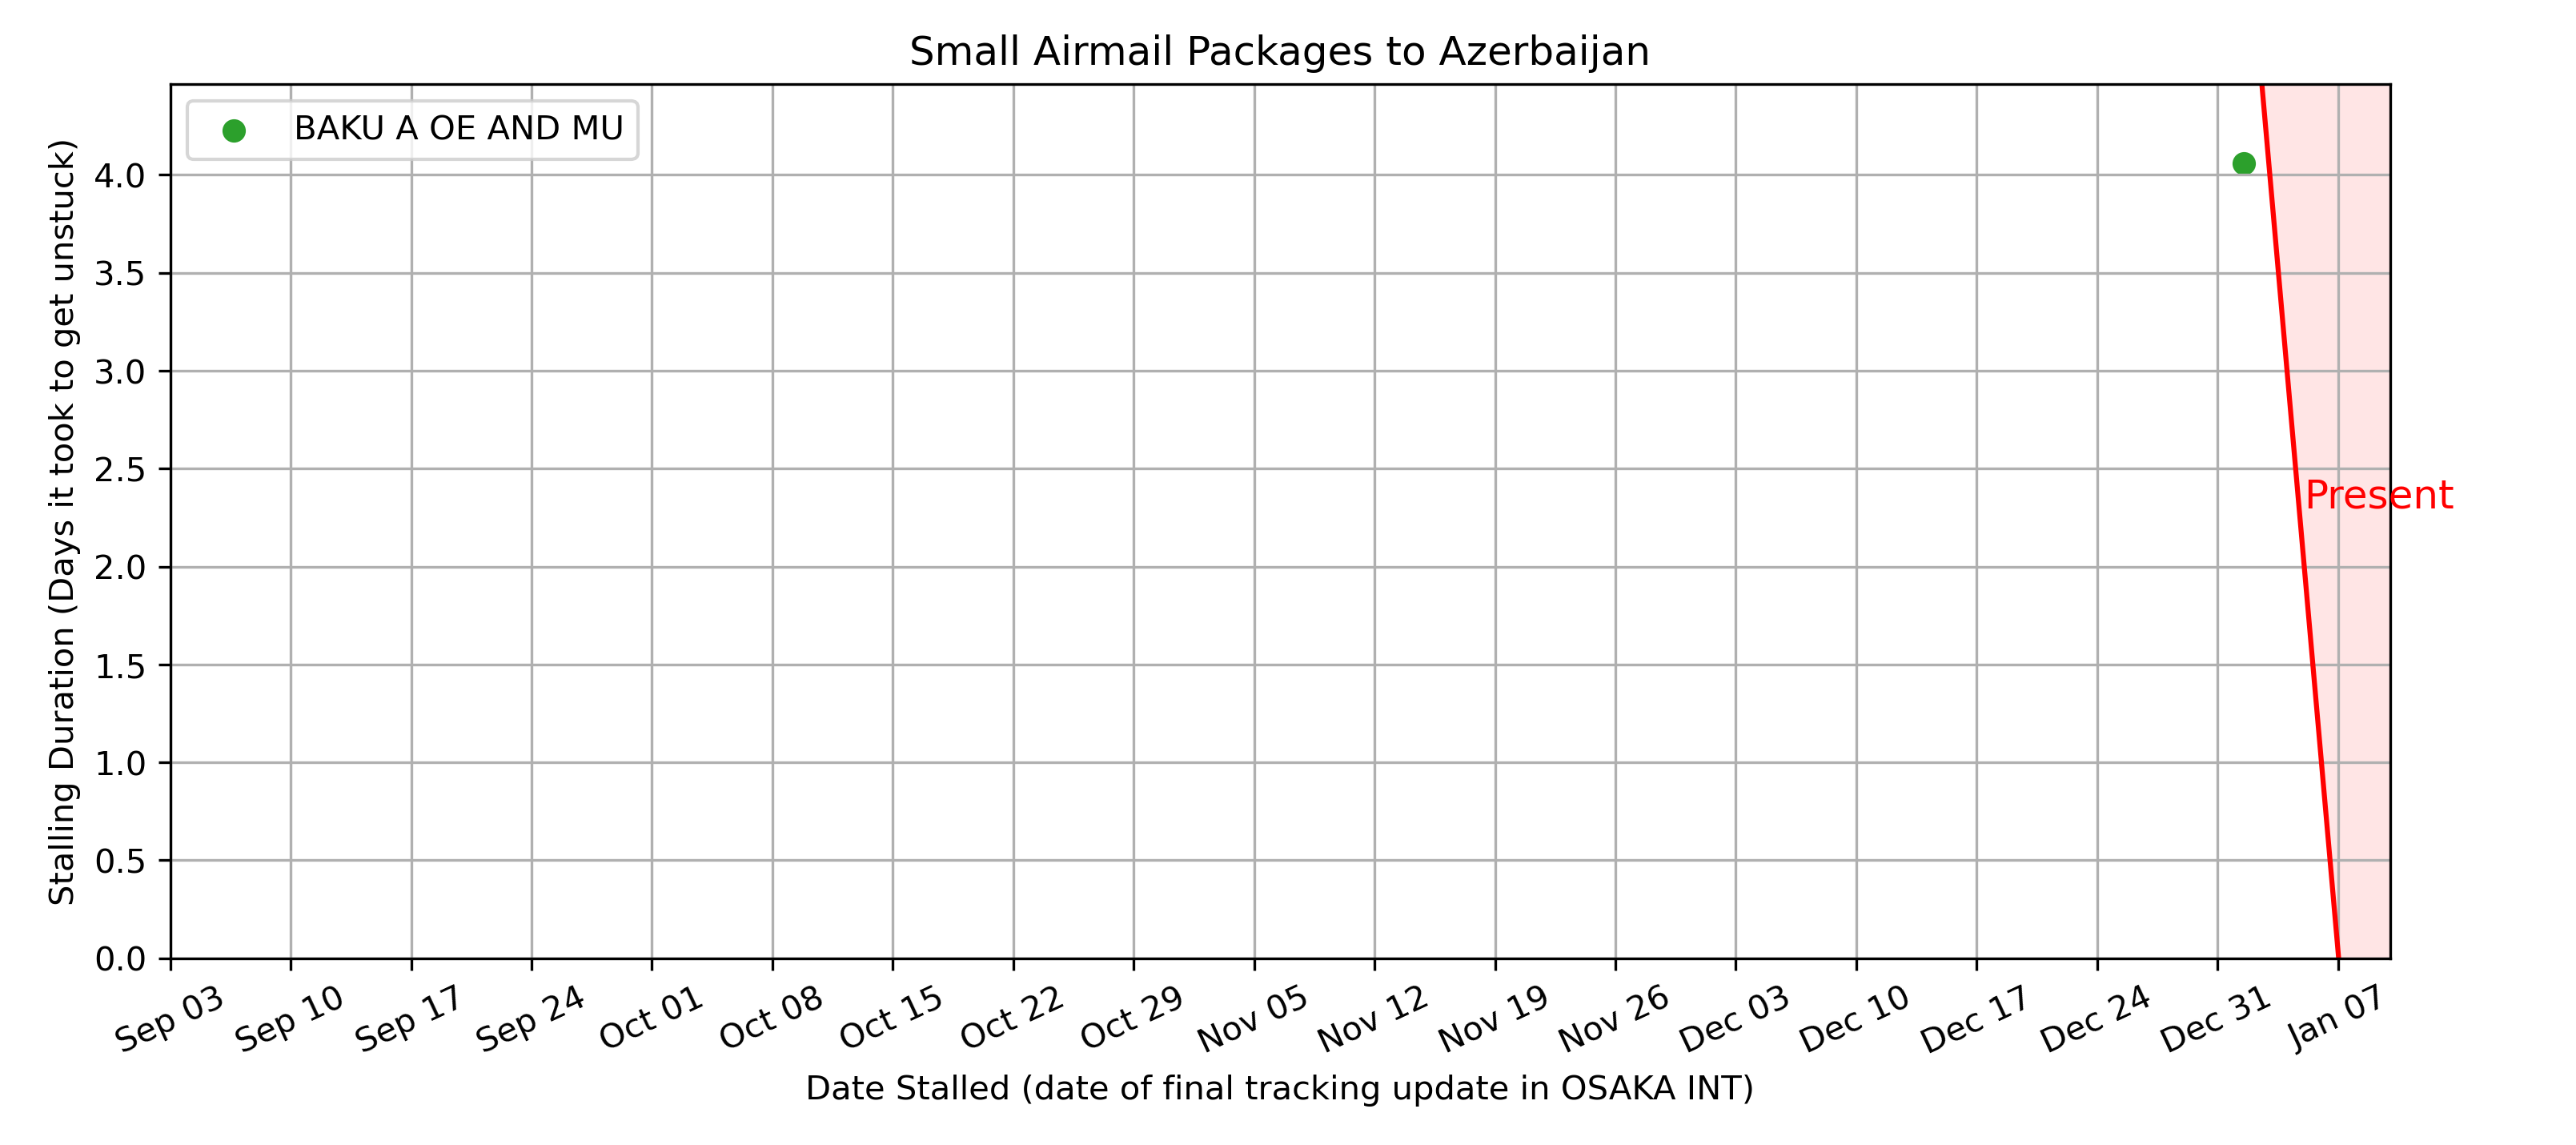 Small Airmail Packages to Azerbaijan
BAKU A OE AND MU
Stalling Duration (Days it took to get unstuck)
4.0
3.5
3.0
2.5
2.0
1.5
1.0
0.5
0.0
Present
Sep 03 Sep 10 Sep 17 Sep 24 Oct 01 Oct 08 Oct 15 Oct 22 Oct 29 Nov 05 Nov 12 Nov 19 Nov 26 Dec 03 Dec 10 Dec 17 Dec 24 Dec 31 Jan 07
Date Stalled (date of final tracking update in OSAKA INT)